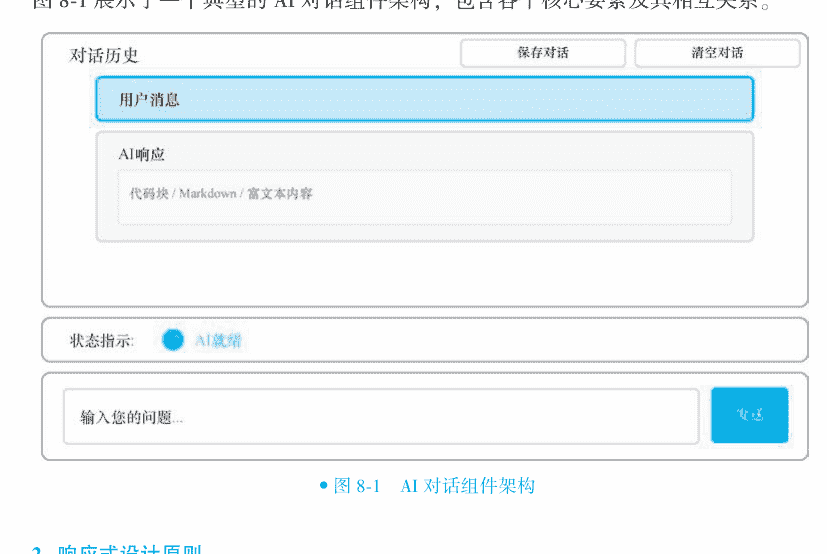 图 8-1 展示了一个典型的 AI 对话组件架构，包含各个核心要素及其相互关系。
对话历史
保存对话
清空对话
用户消息
AI响应
代码块 / Markdown / 富文本内容
状态指示:
AI就绪
输入您的问题...
发送
•图 8-1 AI 对话组件架构
2. 响应式设计原则